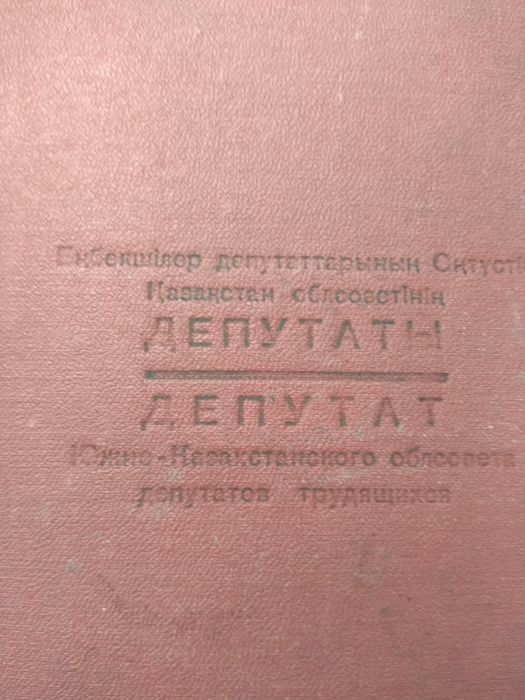 Еңбекшілер депутаттарының Оңтүсті
Қазақстан облсоветінің
ДЕПУТАТЫ
ДЕПУТАТ
Южно-Казахстанского облсовета
депутатов трудящихся